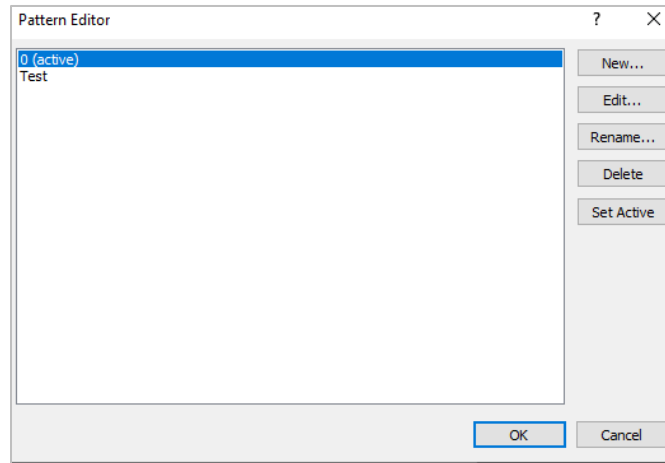 Pattern Editor
?
0 (active)
Test
New...
Edit...
Rename...
Delete
Set Active
OK
Cancel